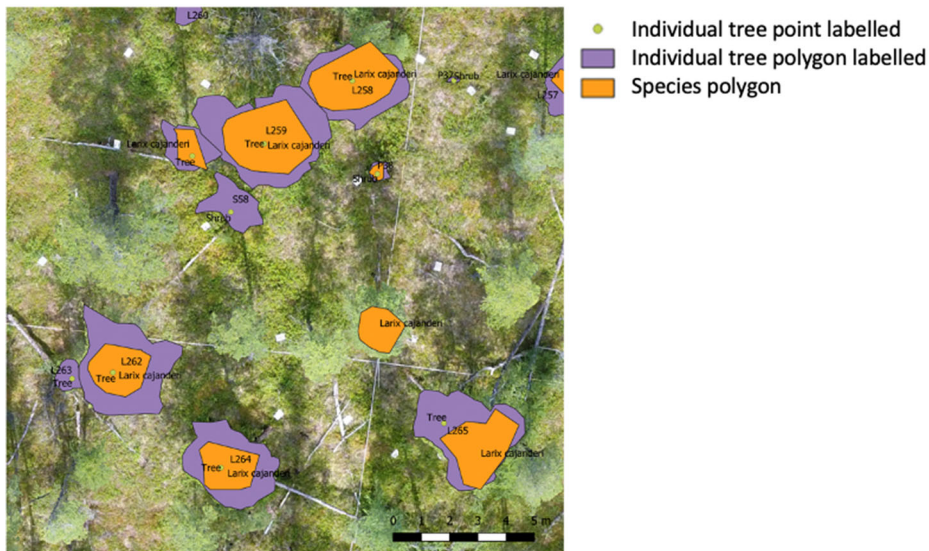 L260
Individual tree point labelled
Individual tree polygon labelled
Species polygon
Tree Larix cajanderi
L258
P37Shrub
Larix cajanderi
L257
L259
Tree Larix cajanderi
Larix cajanderi
Tree
Shrub
S58
Shrub
Larix cajanderi
L262
Tree Larix cajanderi
L263
Tree
Tree
L265
Larix cajanderi
L264
Tree
Larix cajanderi
0 1 2 3 4 5 m